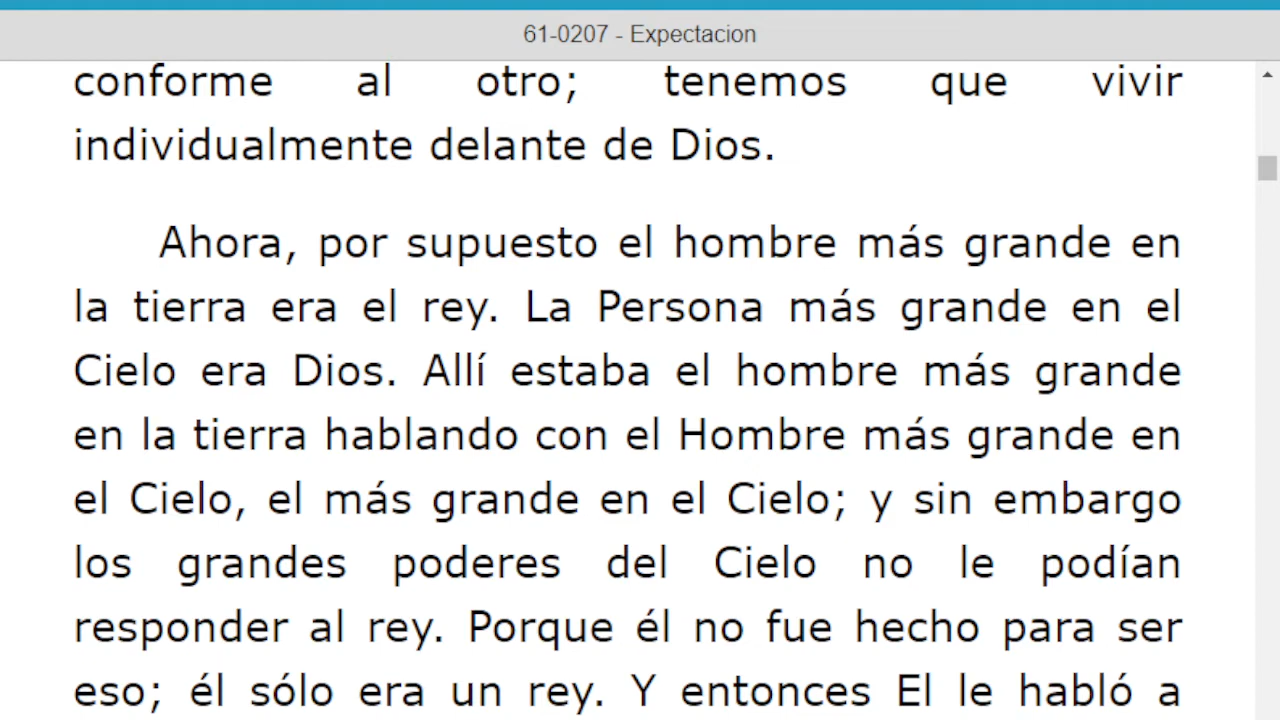 61-0207 - Expectacion
conforme al otro; tenemos que vivir
individualmente delante de Dios.
Ahora, por supuesto el hombre más grande en
la tierra era el rey. La Persona más grande en el
Cielo era Dios. Allí estaba el hombre más grande
en la tierra hablando con el Hombre más grande en
el Cielo, el más grande en el Cielo; y sin embargo
los grandes poderes del Cielo no le podían
responder al rey. Porque él no fue hecho para ser
eso; él sólo era un rey. Y entonces El le habló a